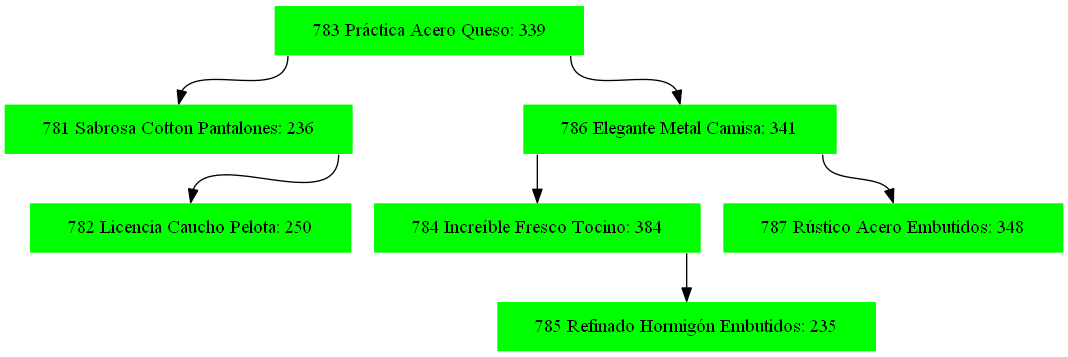 783 Práctica Acero Queso: 339
781 Sabrosa Cotton Pantalones: 236
786 Elegante Metal Camisa: 341
782 Licencia Caucho Pelota: 250
784 Increíble Fresco Tocino: 384
787 Rústico Acero Embutidos: 348
785 Refinado Hormigón Embutidos: 235